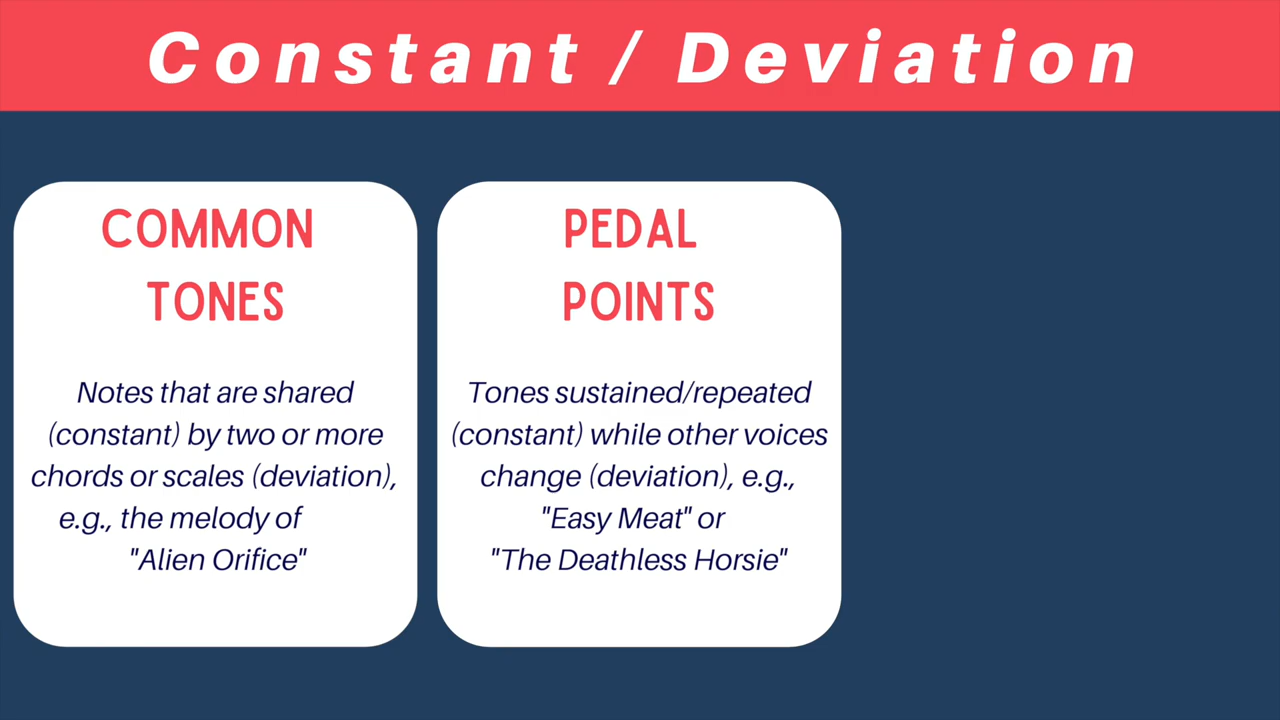 Constant / Deviation
COMMON
TONES
Notes that are shared
(constant) by two or more
chords or scales (deviation),
e.g., the melody of
"Alien Orifice"
PEDAL
POINTS
Tones sustained/repeated
(constant) while other voices
change (deviation), e.g.,
"Easy Meat" or
"The Deathless Horsie"